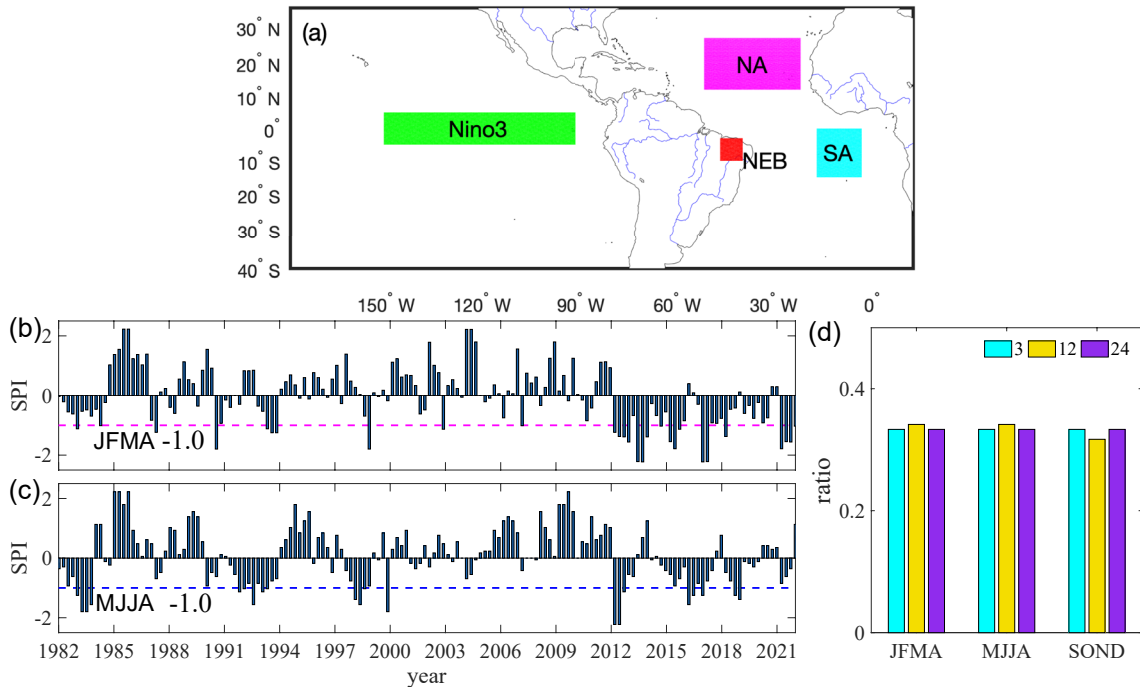 (a)
30° N
20° N
10° N
0°
10° S
20° S
30° S
40° S
NA
Nino3
NEB
SA
150° W
120° W
90° W
60° W
30° W
0°
(b)
SPI
2
0
-2
JFMA -1.0
(c)
SPI
2
0
-2
MJJA -1.0
1982 1985 1988 1991 1994 1997 2000 2003 2006 2009 2012 2015 2018 2021
year
(d)
3 12 24
ratio
0.4
0.2
0
JFMA MJJA SOND